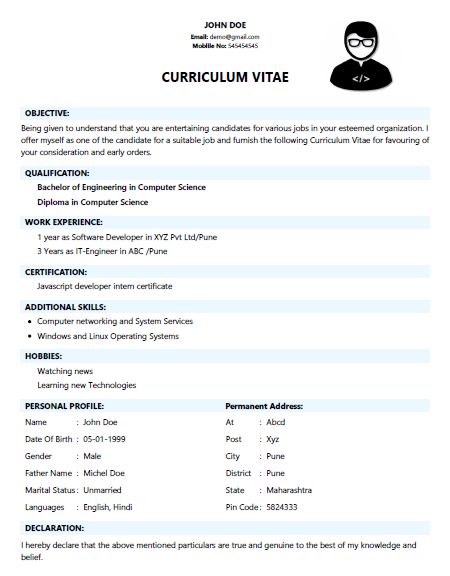 JOHN DOE
Email: demo@gmail.com
Moblile No: 545454545
CURRICULUM VITAE
</>
OBJECTIVE:
Being given to understand that you are entertaining candidates for various jobs in your esteemed organization. I
offer myself as one of the candidate for a suitable job and furnish the following Curriculum Vitae for favouring of
your consideration and early orders.
QUALIFICATION:
Bachelor of Engineering in Computer Science
Diploma in Computer Science
WORK EXPERIENCE:
1 year as Software Developer in XYZ Pvt Ltd/Pune
3 Years as IT-Engineer in ABC /Pune
CERTIFICATION:
Javascript developer intern certificate
ADDITIONAL SKILLS:
• Computer networking and System Services
• Windows and Linux Operating Systems
HOBBIES:
Watching news
Learning new Technologies
PERSONAL PROFILE:
Name : John Doe
Date Of Birth : 05-01-1999
Gender : Male
Father Name : Michel Doe
Marital Status : Unmarried
Languages : English, Hindi
Permanent Address:
At : Abcd
Post : Xyz
City : Pune
District : Pune
State : Maharashtra
Pin Code : 5824333
DECLARATION:
I hereby declare that the above mentioned particulars are true and genuine to the best of my knowledge and
belief.